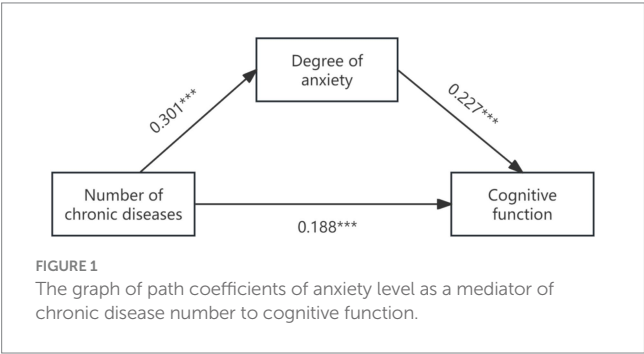 Degree of
anxiety
0.301***
0.227***
Number of
chronic diseases
Cognitive
function
0.188***
FIGURE 1
The graph of path coefficients of anxiety level as a mediator of
chronic disease number to cognitive function.